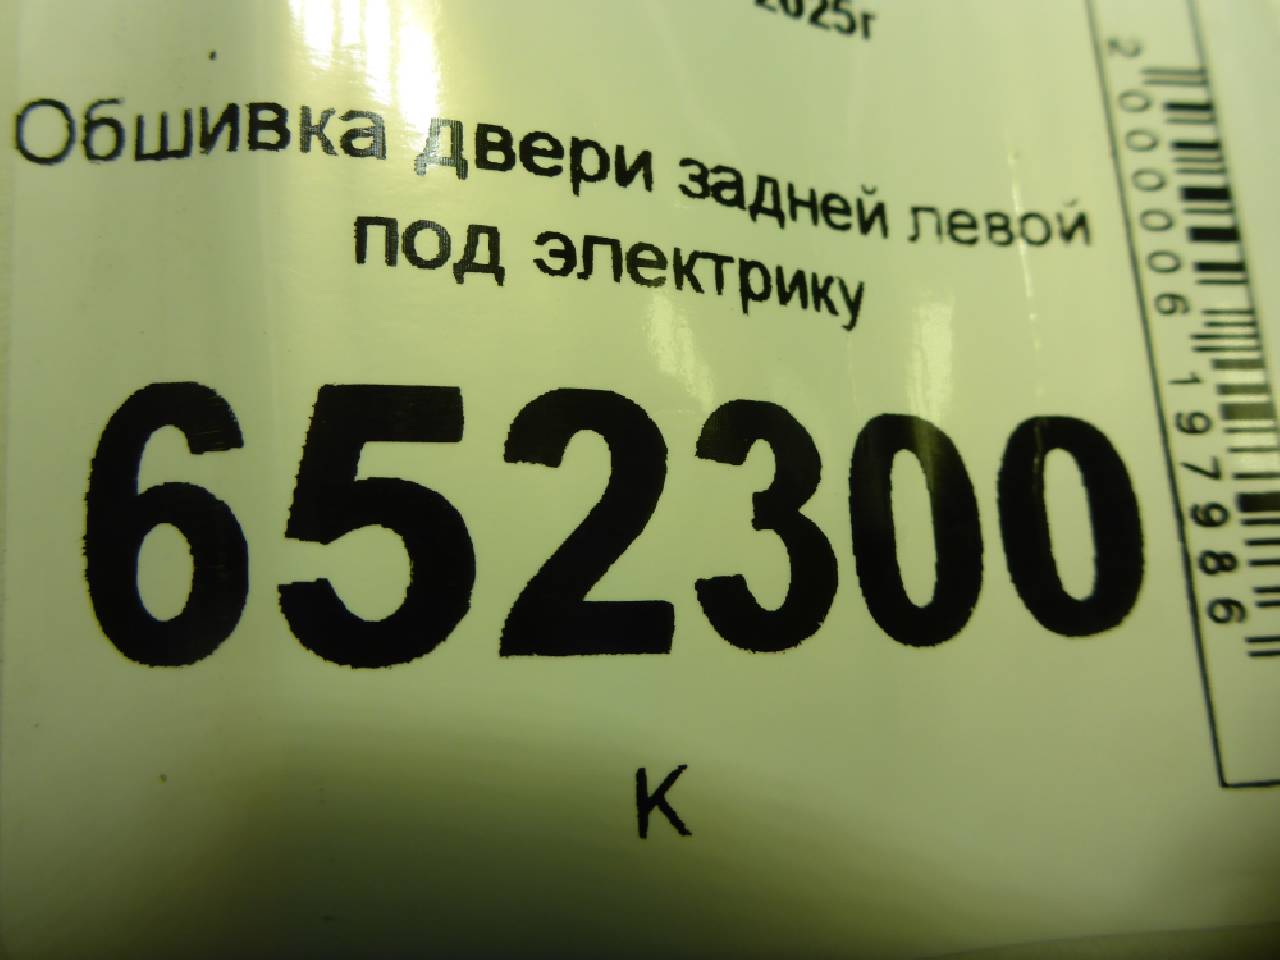 2025г
Обшивка двери задней левой
под электрику
652300
К
2000006197986